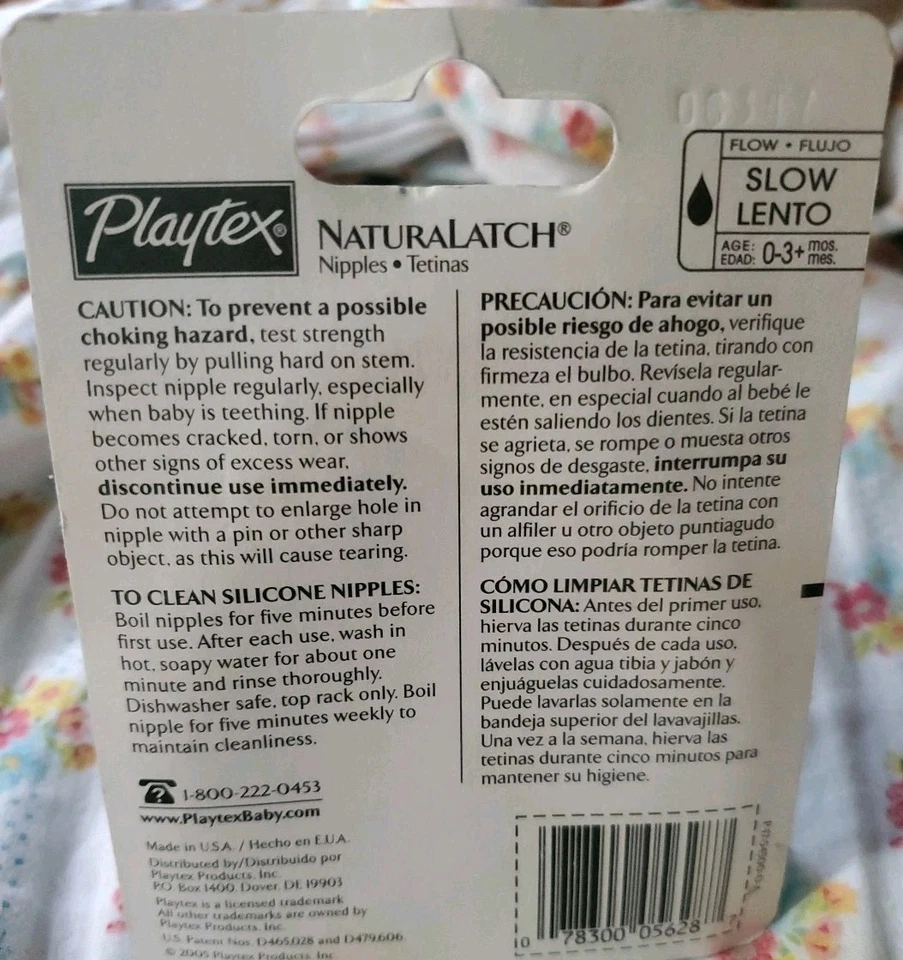 Playtex®
NATURALATCH®
Nipples • Tetinas
FLOW • FLUJO
SLOW
LENTO
AGE: 0-3+ mos.
EDAD: mes.
CAUTION: To prevent a possible
choking hazard, test strength
regularly by pulling hard on stem.
Inspect nipple regularly, especially
when baby is teething. If nipple
becomes cracked, torn, or shows
other signs of excess wear,
discontinue use immediately.
Do not attempt to enlarge hole in
nipple with a pin or other sharp
object, as this will cause tearing.
TO CLEAN SILICONE NIPPLES:
Boil nipples for five minutes before
first use. After each use, wash in
hot, soapy water for about one
minute and rinse thoroughly.
Dishwasher safe, top rack only. Boil
nipple for five minutes weekly to
maintain cleanliness.
PRECAUCIÓN: Para evitar un
posible riesgo de ahogo, verifique
la resistencia de la tetina, tirando con
firmeza el bulbo. Revísela regular-
mente, en especial cuando al bebé le
estén saliendo los dientes. Si la tetina
se agrieta, se rompe o muesta otros
signos de desgaste, interrumpa su
uso inmediatamente. No intente
agrandar el orificio de la tetina con
un alfiler u otro objeto puntiagudo
porque eso podría romper la tetina.
CÓMO LIMPIAR TETINAS DE
SILICONA: Antes del primer uso,
hierva las tetinas durante cinco
minutos. Después de cada uso,
lávelas con agua tibia y jabón y
enjuáguelas cuidadosamente.
Puede lavarlas solamente en la
bandeja superior del lavavajillas.
Una vez a la semana, hierva las
tetinas durante cinco minutos para
mantener su higiene.
? 1-800-222-0453
www.PlaytexBaby.com
Made in U.S.A. / Hecho en E.U.A.
Distributed by/Distribuido por
Playtex Products, Inc.
P.O. Box 1400, Dover, DE 19903
Playtex is a licensed trademark
All other trademarks are owned by
Playtex Products, Inc.
U.S. Patent Nos. D465,028 and D479,606
© 2005 Playtex Products, Inc.
0 78300 05628 7